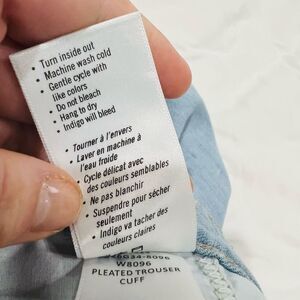 • Turn inside out
• Machine wash cold
• Gentle cycle with
like colors
• Do not bleach
• Hang to dry
• Indigo will bleed
• Tourner à l'envers
• Laver en machine à
l'eau froide
• Cycle délicat avec
des couleurs semblables
• Ne pas blanchir
• Suspendre pour sécher
seulement
• Indigo va tacher des
couleurs claires
W8096
PLEATED TROUSER
CUFF